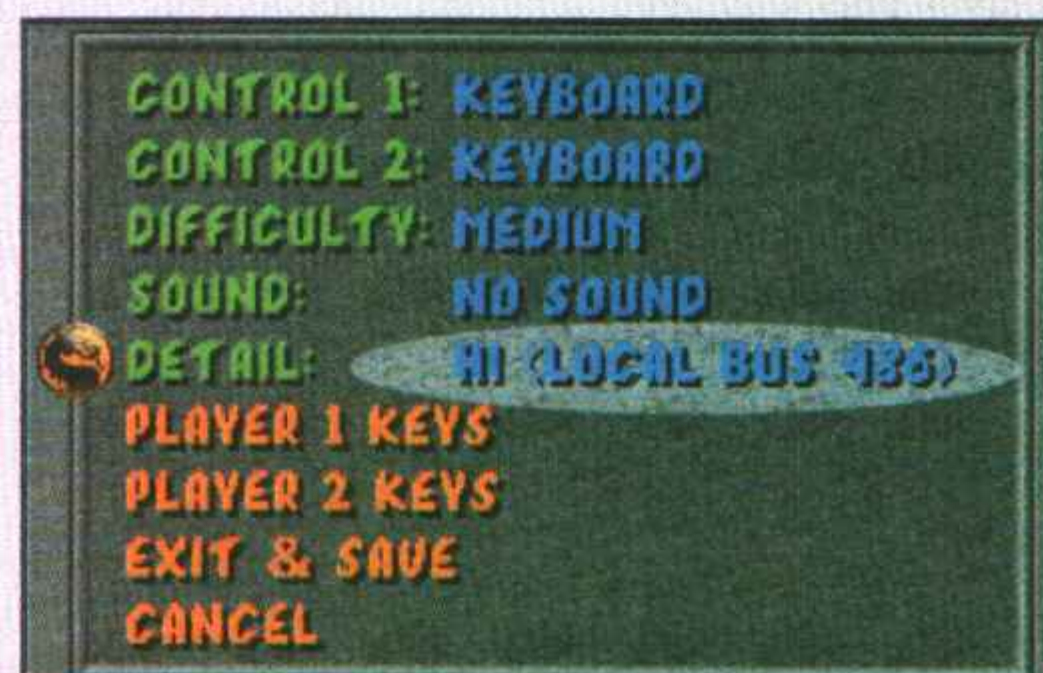 CONTROL 1: KEYBOARD
CONTROL 2: KEYBOARD
DIFFICULTY: MEDIUM
SOUND: NO SOUND
DETAIL: HI (LOCAL BUS 486)
PLAYER 1 KEYS
PLAYER 2 KEYS
EXIT & SAVE
CANCEL